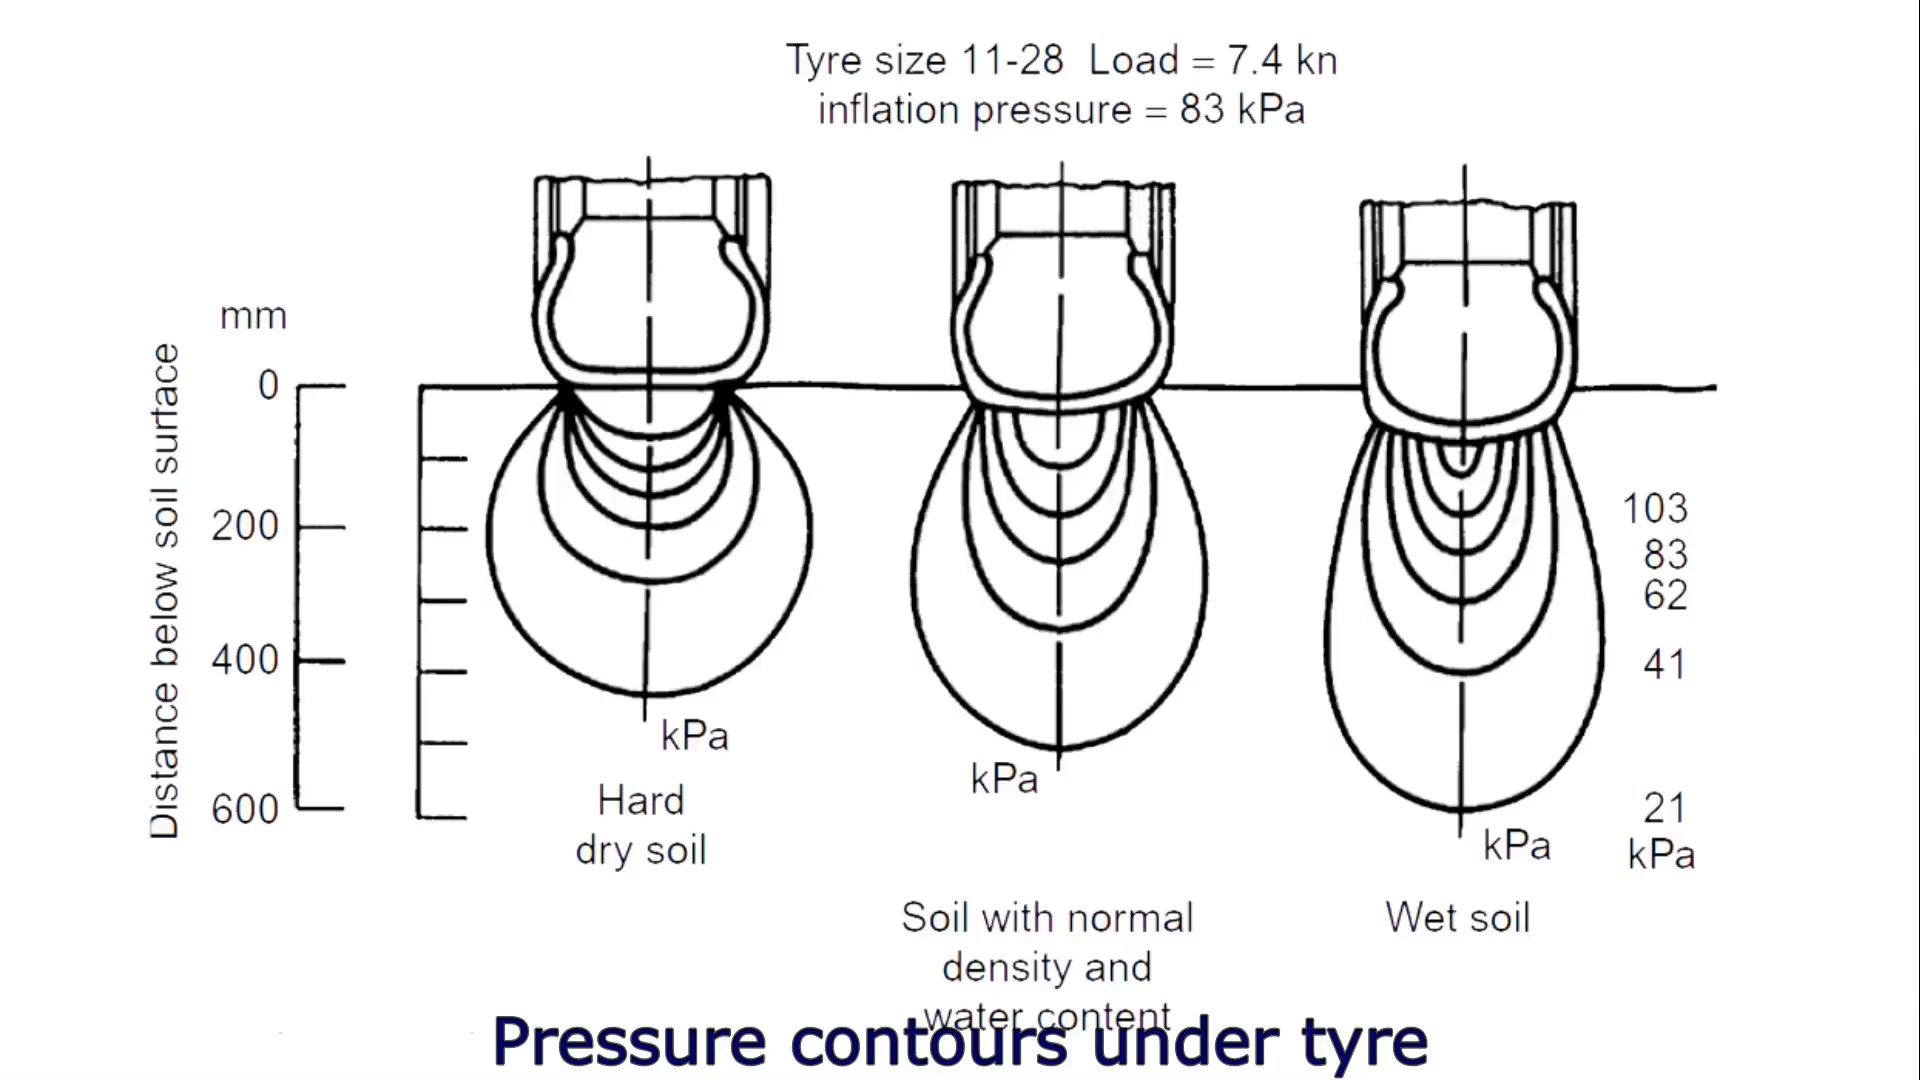 Tyre size 11-28 Load = 7.4 kn
inflation pressure = 83 kPa
mm
Distance below soil surface
0
200
400
600
103
83
62
41
21
kPa
kPa
kPa
kPa
Hard
dry soil
Soil with normal
density and
water content
Wet soil
Pressure contours under tyre